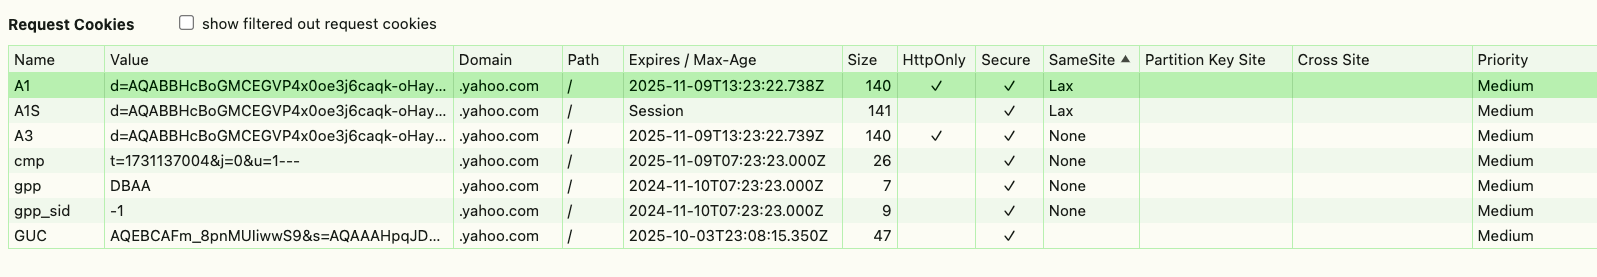 Request Cookies show filtered out request cookies
Name Value Domain Path Expires / Max-Age Size HttpOnly Secure SameSite ▲ Partition Key Site Cross Site Priority
A1 d=AQABBHcBoGMCEGVP4x0oe3j6caqk-oHay... .yahoo.com / 2025-11-09T13:23:22.738Z 140 ✓ ✓ Lax Medium
A1S d=AQABBHcBoGMCEGVP4x0oe3j6caqk-oHay... .yahoo.com / Session 141 ✓ Lax Medium
A3 d=AQABBHcBoGMCEGVP4x0oe3j6caqk-oHay... .yahoo.com / 2025-11-09T13:23:22.739Z 140 ✓ ✓ None Medium
cmp t=1731137004&j=0&u=1--- .yahoo.com / 2025-11-09T07:23:23.000Z 26 ✓ None Medium
gpp DBAA .yahoo.com / 2024-11-10T07:23:23.000Z 7 ✓ None Medium
gpp_sid -1 .yahoo.com / 2024-11-10T07:23:23.000Z 9 ✓ None Medium
GUC AQEBCAFm_8pnMUIiwwS9&s=AQAAAHpqJD... .yahoo.com / 2025-10-03T23:08:15.350Z 47 ✓ Medium